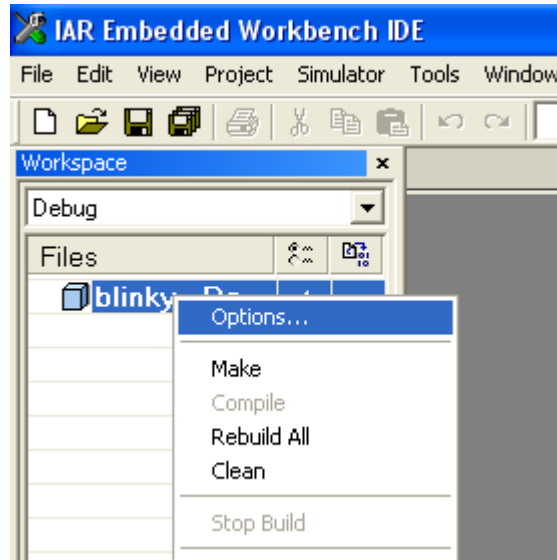 IAR Embedded Workbench IDE
File Edit View Project Simulator Tools Window
Workspace
Debug
Files
blinky
Options...
Make
Compile
Rebuild All
Clean
Stop Build